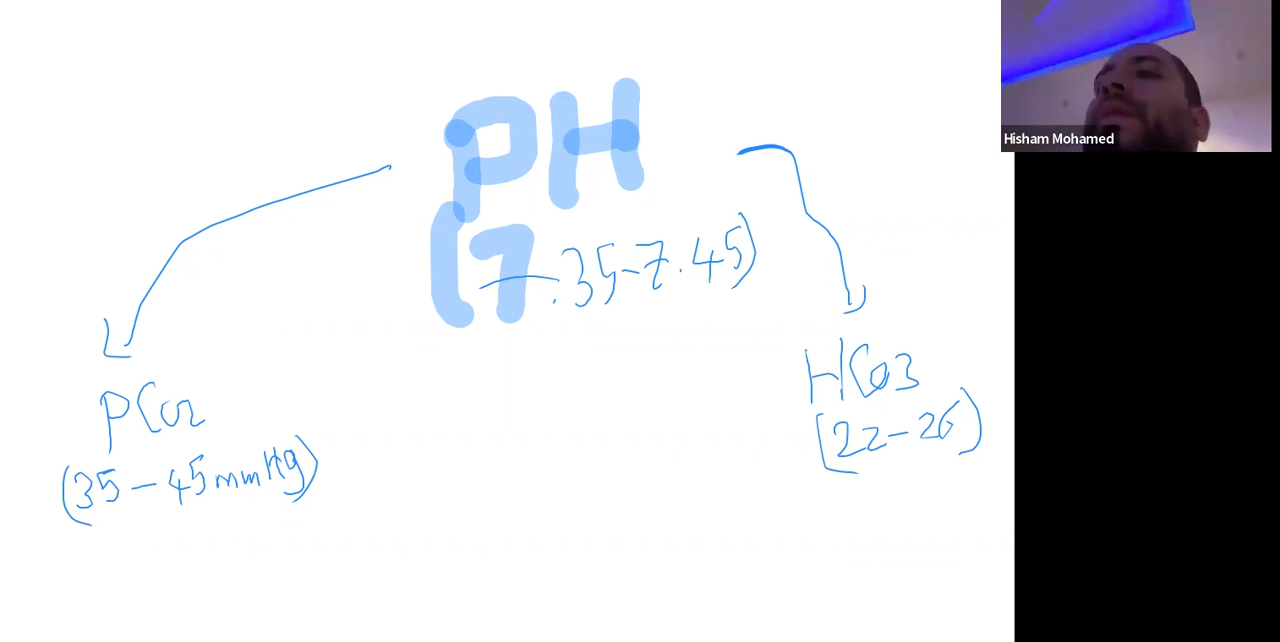 PH
(7.35-7.45)
PCO2
(35-45mmHg)
HCO3
(22-26)
Hisham Mohamed